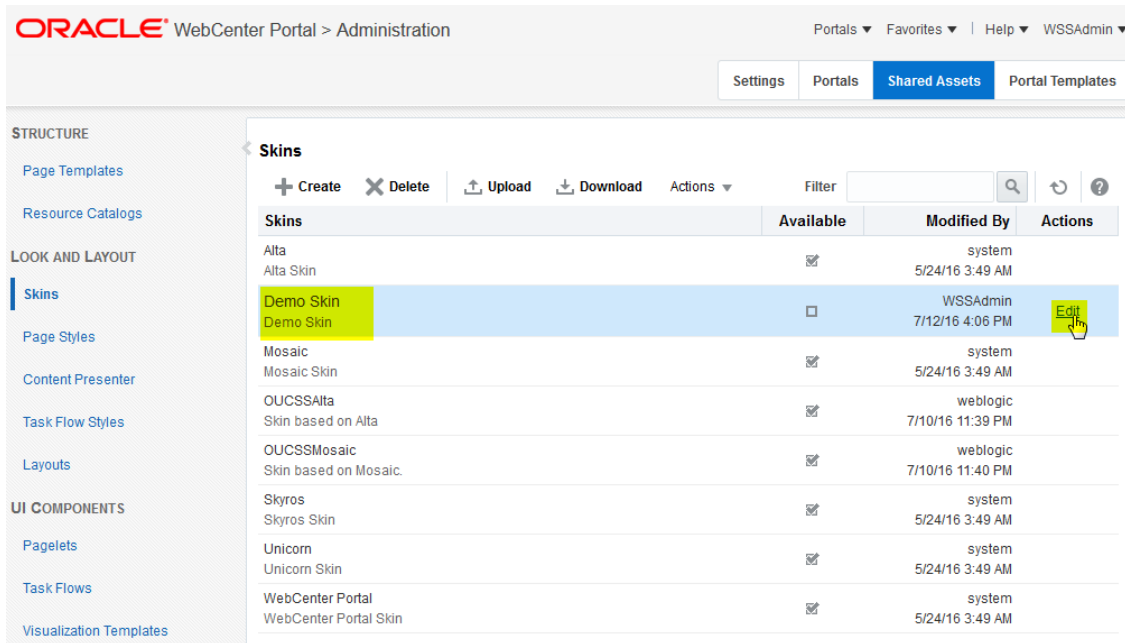 ORACLE WebCenter Portal > Administration
Portals Favorites Help WSSAdmin
Settings Portals Shared Assets Portal Templates
STRUCTURE
Page Templates
Resource Catalogs
LOOK AND LAYOUT
Skins
Page Styles
Content Presenter
Task Flow Styles
Layouts
UI COMPONENTS
Pagelets
Task Flows
Visualization Templates
Skins
Create Delete Upload Download Actions Filter
Skins Available Modified By Actions
Alta system
Alta Skin 5/24/16 3:49 AM
Demo Skin WSSAdmin
Demo Skin 7/12/16 4:06 PM Edit
Mosaic system
Mosaic Skin 5/24/16 3:49 AM
OUCSSAlta weblogic
Skin based on Alta 7/10/16 11:39 PM
OUCSSMosaic weblogic
Skin based on Mosaic. 7/10/16 11:40 PM
Skyros system
Skyros Skin 5/24/16 3:49 AM
Unicorn system
Unicorn Skin 5/24/16 3:49 AM
WebCenter Portal system
WebCenter Portal Skin 5/24/16 3:49 AM